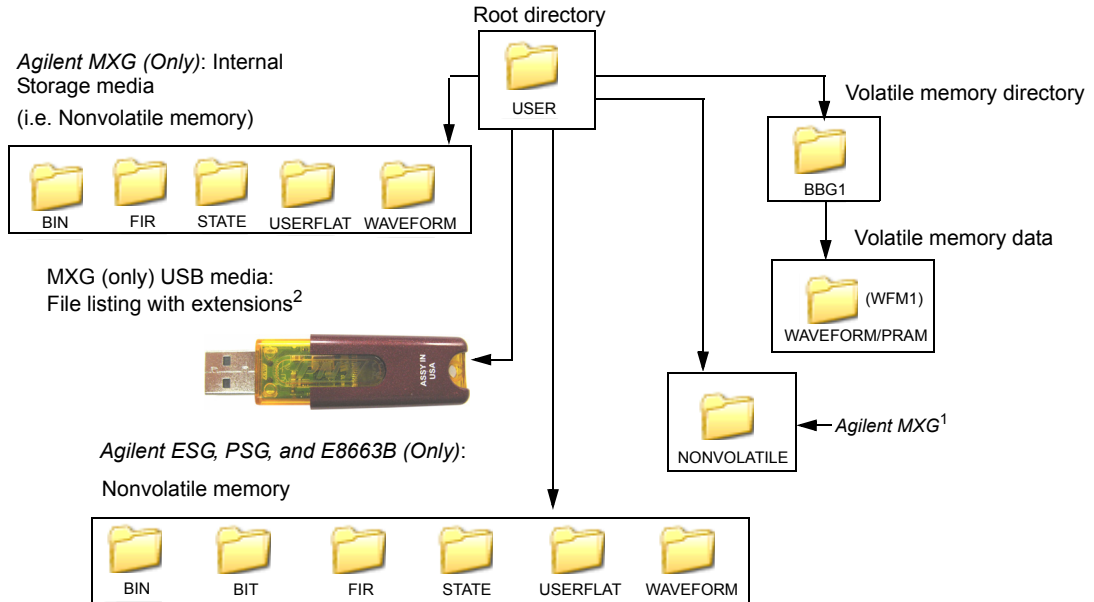 Root directory
USER
Agilent MXG (Only): Internal
Storage media
(i.e. Nonvolatile memory)
BIN FIR STATE USERFLAT WAVEFORM
Volatile memory directory
BBG1
Volatile memory data
(WFM1)
WAVEFORM/PRAM
MXG (only) USB media:
File listing with extensions2
ASSY IN
USA
NONVOLATILE
Agilent MXG1
Agilent ESG, PSG, and E8663B (Only):
Nonvolatile memory
BIN BIT FIR STATE USERFLAT WAVEFORM